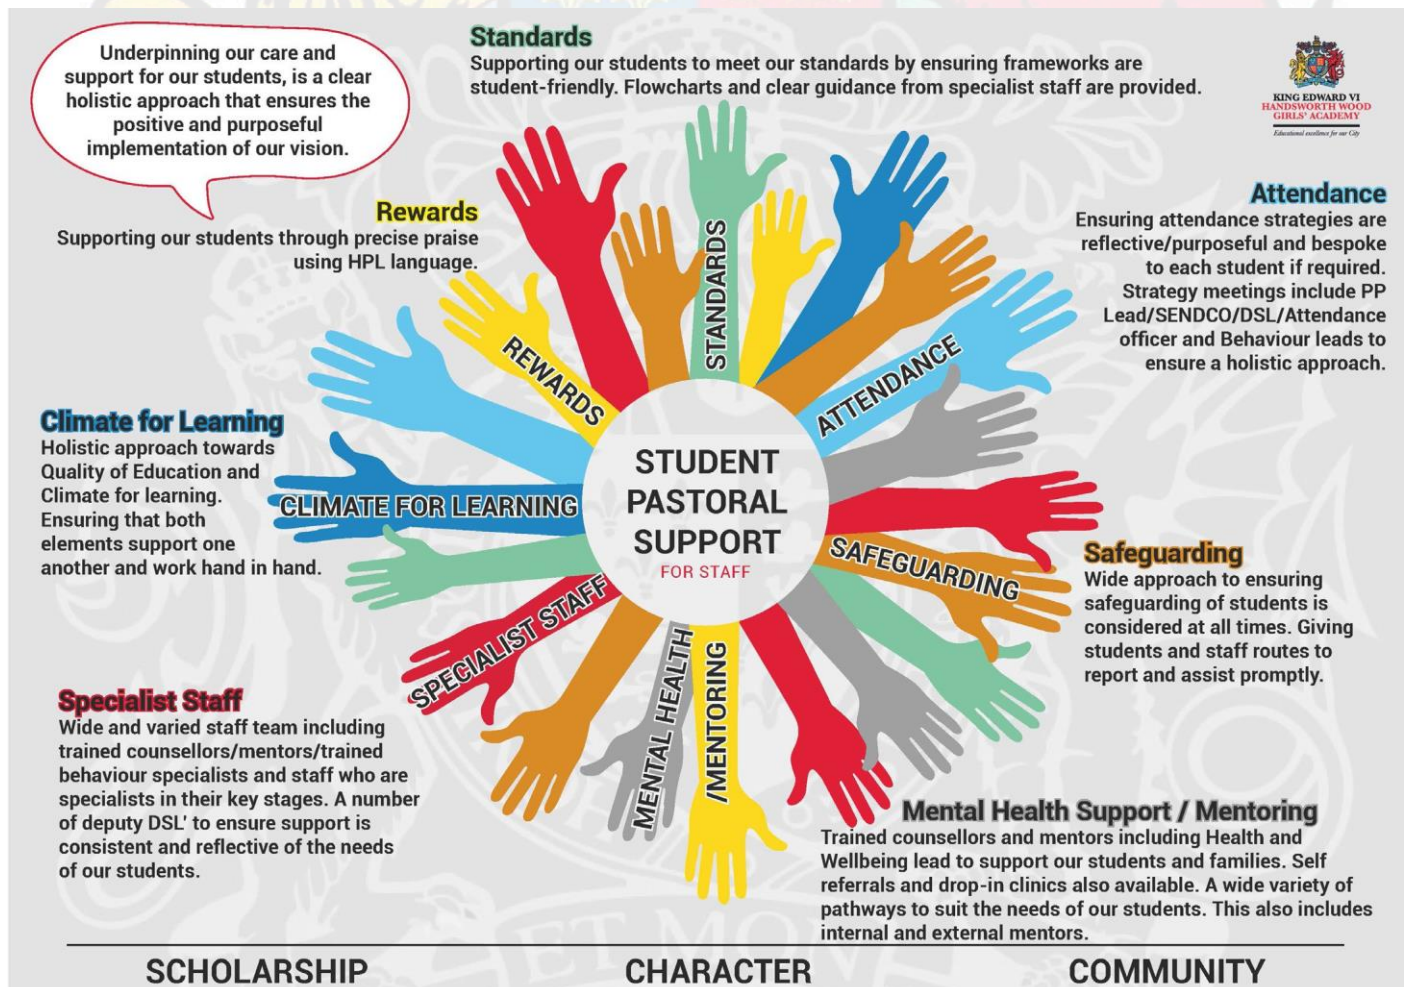 Underpinning our care and
support for our students, is a clear
holistic approach that ensures the
positive and purposeful
implementation of our vision.
Standards
Supporting our students to meet our standards by ensuring frameworks are
student-friendly. Flowcharts and clear guidance from specialist staff are provided.
KING EDWARD VI
HANDSWORTH WOOD
GIRLS' ACADEMY
Educational excellence for our City
Rewards
Supporting our students through precise praise
using HPL language.
Attendance
Ensuring attendance strategies are
reflective/purposeful and bespoke
to each student if required.
Strategy meetings include PP
Lead/SENDCO/DSL/Attendance
officer and Behaviour leads to
ensure a holistic approach.
Climate for Learning
Holistic approach towards
Quality of Education and
Climate for learning.
Ensuring that both
elements support one
another and work hand in hand.
REWARDS
STANDARDS
ATTENDANCE
CLIMATE FOR LEARNING
STUDENT
PASTORAL
SUPPORT
FOR STAFF
SAFEGUARDING
SPECIALIST STAFF
MENTAL HEALTH
/MENTORING
Safeguarding
Wide approach to ensuring
safeguarding of students is
considered at all times. Giving
students and staff routes to
report and assist promptly.
Specialist Staff
Wide and varied staff team including
trained counsellors/mentors/trained
behaviour specialists and staff who are
specialists in their key stages. A number
of deputy DSL' to ensure support is
consistent and reflective of the needs
of our students.
Mental Health Support / Mentoring
Trained counsellors and mentors including Health and
Wellbeing lead to support our students and families. Self
referrals and drop-in clinics also available. A wide variety of
pathways to suit the needs of our students. This also includes
internal and external mentors.
ET MON
SCHOLARSHIP
CHARACTER
COMMUNITY